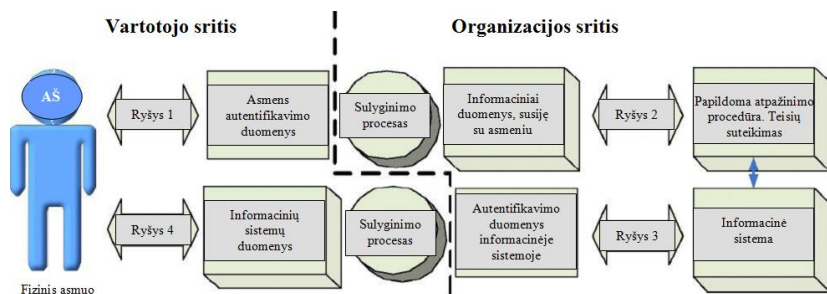 Vartotojo sritis
Organizacijos sritis
AŠ
Ryšys 1
Asmens
autentifikavimo
duomenys
Sulyginimo
procesas
Informaciniai
duomenys, susiję
su asmeniu
Ryšys 2
Papildoma atpažinimo
procedūra. Teisių
suteikimas
Ryšys 4
Informacinių
sistemų
duomenys
Sulyginimo
procesas
Autentifikavimo
duomenys
informacinėje
sistemoje
Ryšys 3
Informacinė
sistema
Fizinis asmuo